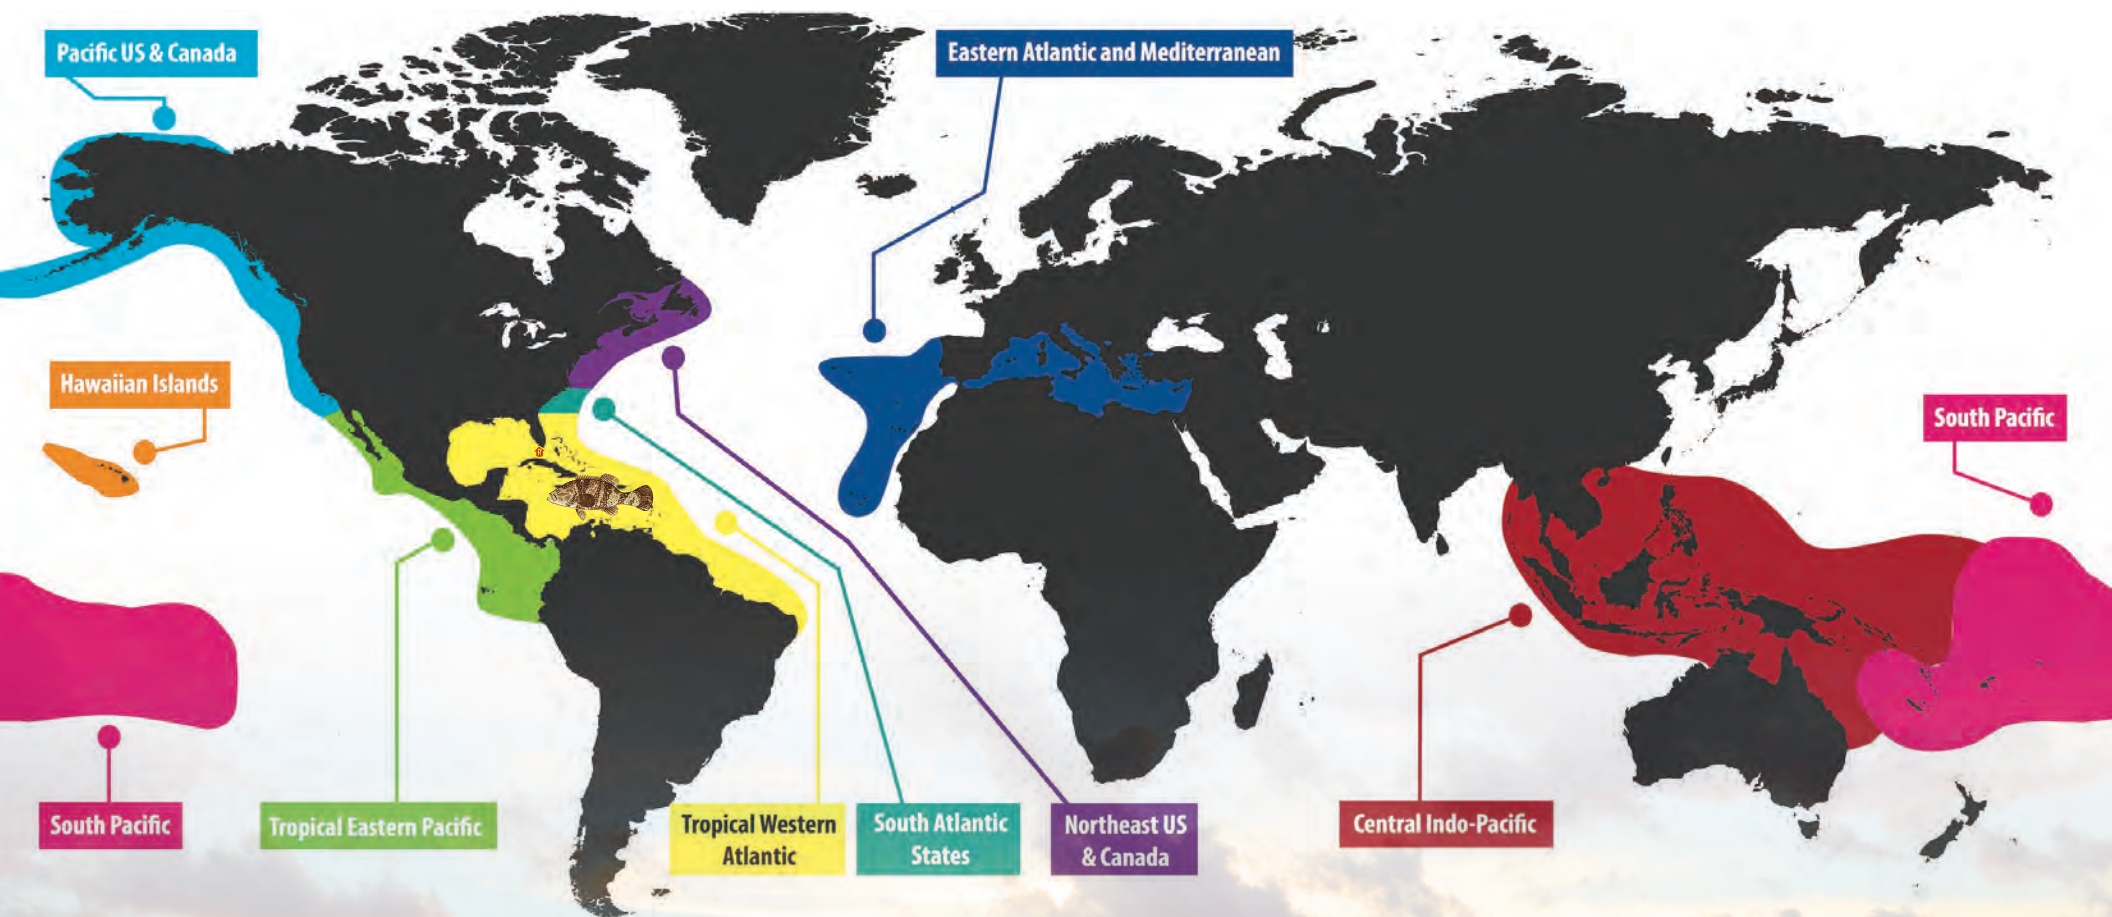 Pacific US & Canada
Eastern Atlantic and Mediterranean
Hawaiian Islands
South Pacific
South Pacific
Tropical Eastern Pacific
Tropical Western
Atlantic
South Atlantic
States
Northeast US
& Canada
Central Indo-Pacific